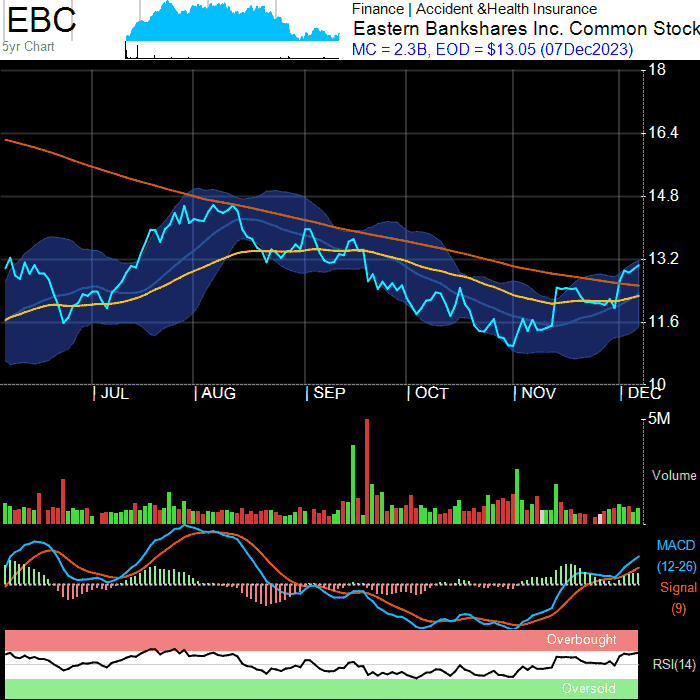 EBC
5yr Chart
Finance | Accident &Health Insurance
Eastern Bankshares Inc. Common Stock
MC = 2.3B, EOD = $13.05 (07Dec2023)
18
16.4
14.8
13.2
11.6
10
JUL
AUG
SEP
OCT
NOV
DEC
5M
Volume
MACD
(12-26)
Signal
(9)
Overbought
RSI(14)
Oversold